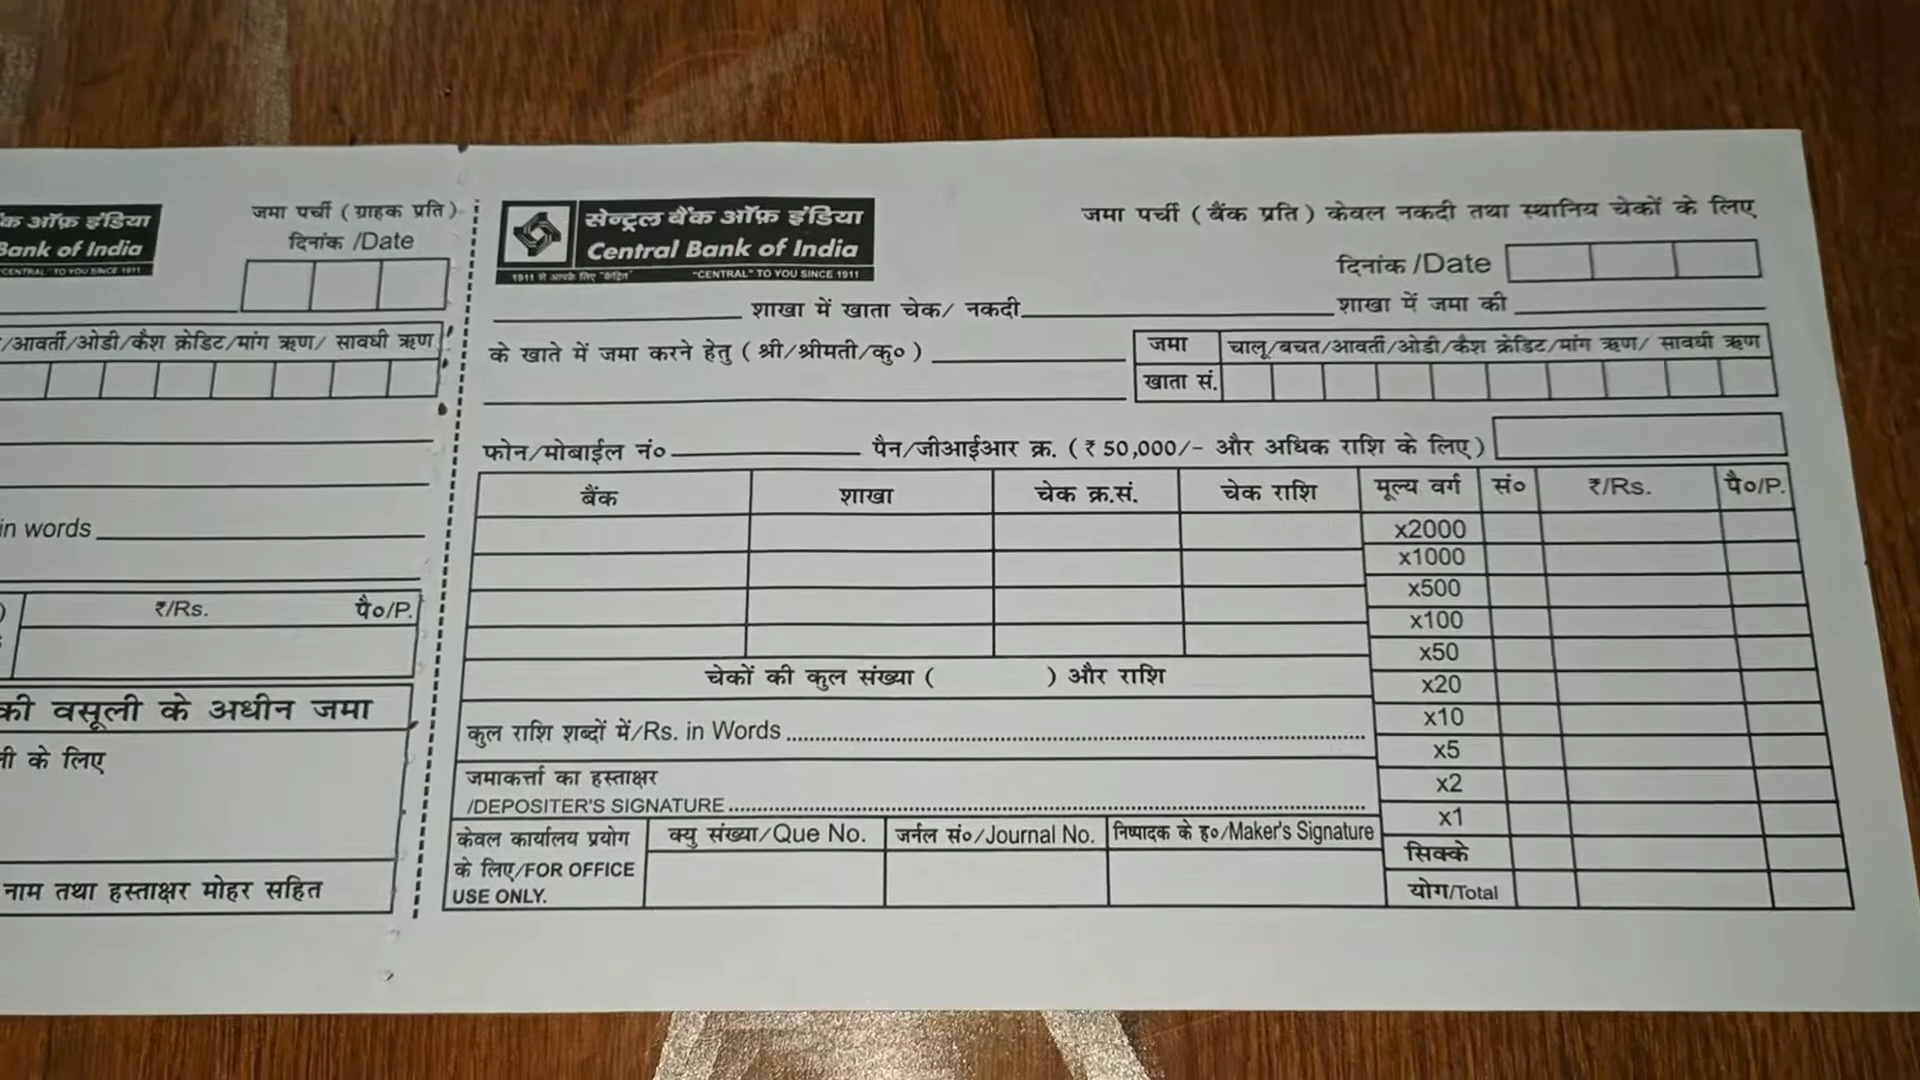 ऑफ़ इंडिया
Bank of India
"CENTRAL" TO YOU SINCE 1911
जमा पर्ची ( ग्राहक प्रति )
दिनांक /Date
/आवर्ती/ओडी/कैश क्रेडिट/मांग ऋण/ सावधी ऋण
in words
₹/Rs. पै०/P.
की वसूली के अधीन जमा
के लिए
नाम तथा हस्ताक्षर मोहर सहित
सेन्ट्रल बैंक ऑफ़ इंडिया
Central Bank of India
1911 से आपके लिए "केंद्रित" "CENTRAL" TO YOU SINCE 1911
जमा पर्ची ( बैंक प्रति ) केवल नकदी तथा स्थानिय चेकों के लिए
दिनांक /Date
शाखा में खाता चेक/ नकदी शाखा में जमा की
के खाते में जमा करने हेतु ( श्री/श्रीमती/कु० )
जमा चालू/बचत/आवर्ती/ओडी/कैश क्रेडिट/मांग ऋण/ सावधी ऋण
खाता सं.
फोन/मोबाईल नं० पैन/जीआईआर क्र. ( ₹ 50,000/- और अधिक राशि के लिए )
बैंक शाखा चेक क्र.सं. चेक राशि मूल्य वर्ग सं० ₹/Rs. पै०/P.
x2000
x1000
x500
x100
x50
x20
x10
x5
x2
x1
सिक्के
योग/Total
चेकों की कुल संख्या ( ) और राशि
कुल राशि शब्दों में/Rs. in Words
जमाकर्त्ता का हस्ताक्षर
/DEPOSITER'S SIGNATURE
केवल कार्यालय प्रयोग
के लिए/FOR OFFICE
USE ONLY.
क्यु संख्या/Que No. जर्नल सं०/Journal No. निष्पादक के ह०/Maker's Signature